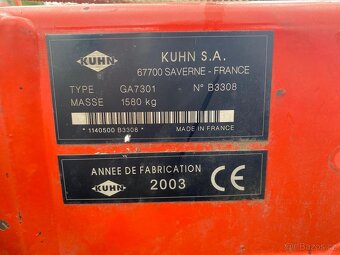 KUHN
KUHN S.A.
67700 SAVERNE - FRANCE
TYPE GA7301 N° B3308
MASSE 1580 kg
* 1140500 B3308 * MADE IN FRANCE
ANNEE DE FABRICATION
KUHN 2003 CE